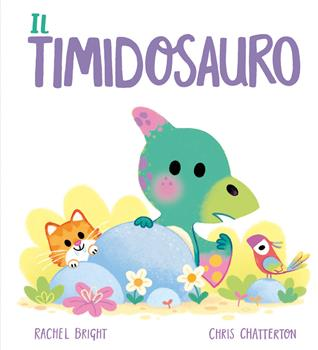 IL
TIMIDOSAURO
RACHEL BRIGHT
CHRIS CHATTERTON